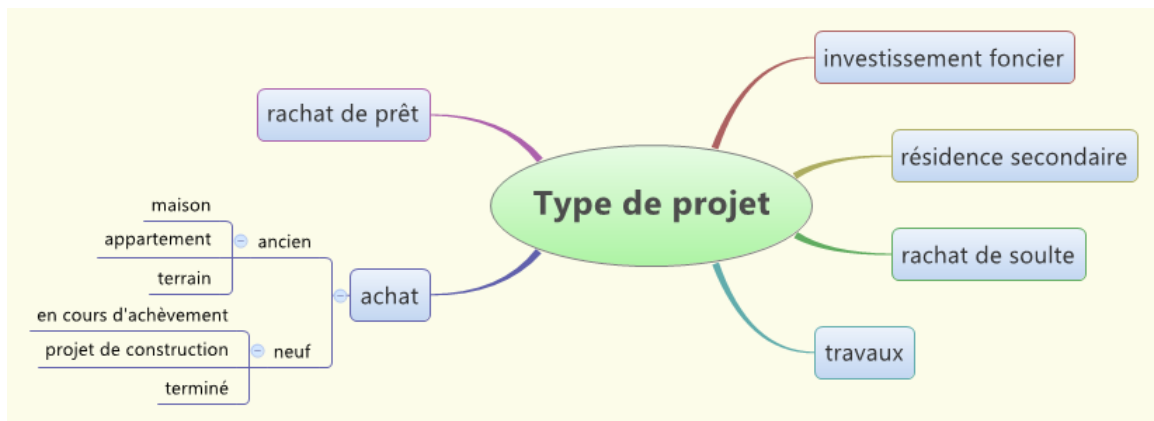 Type de projet
investissement foncier
résidence secondaire
rachat de soulte
travaux
rachat de prêt
achat
ancien
maison
appartement
terrain
neuf
en cours d'achèvement
projet de construction
terminé